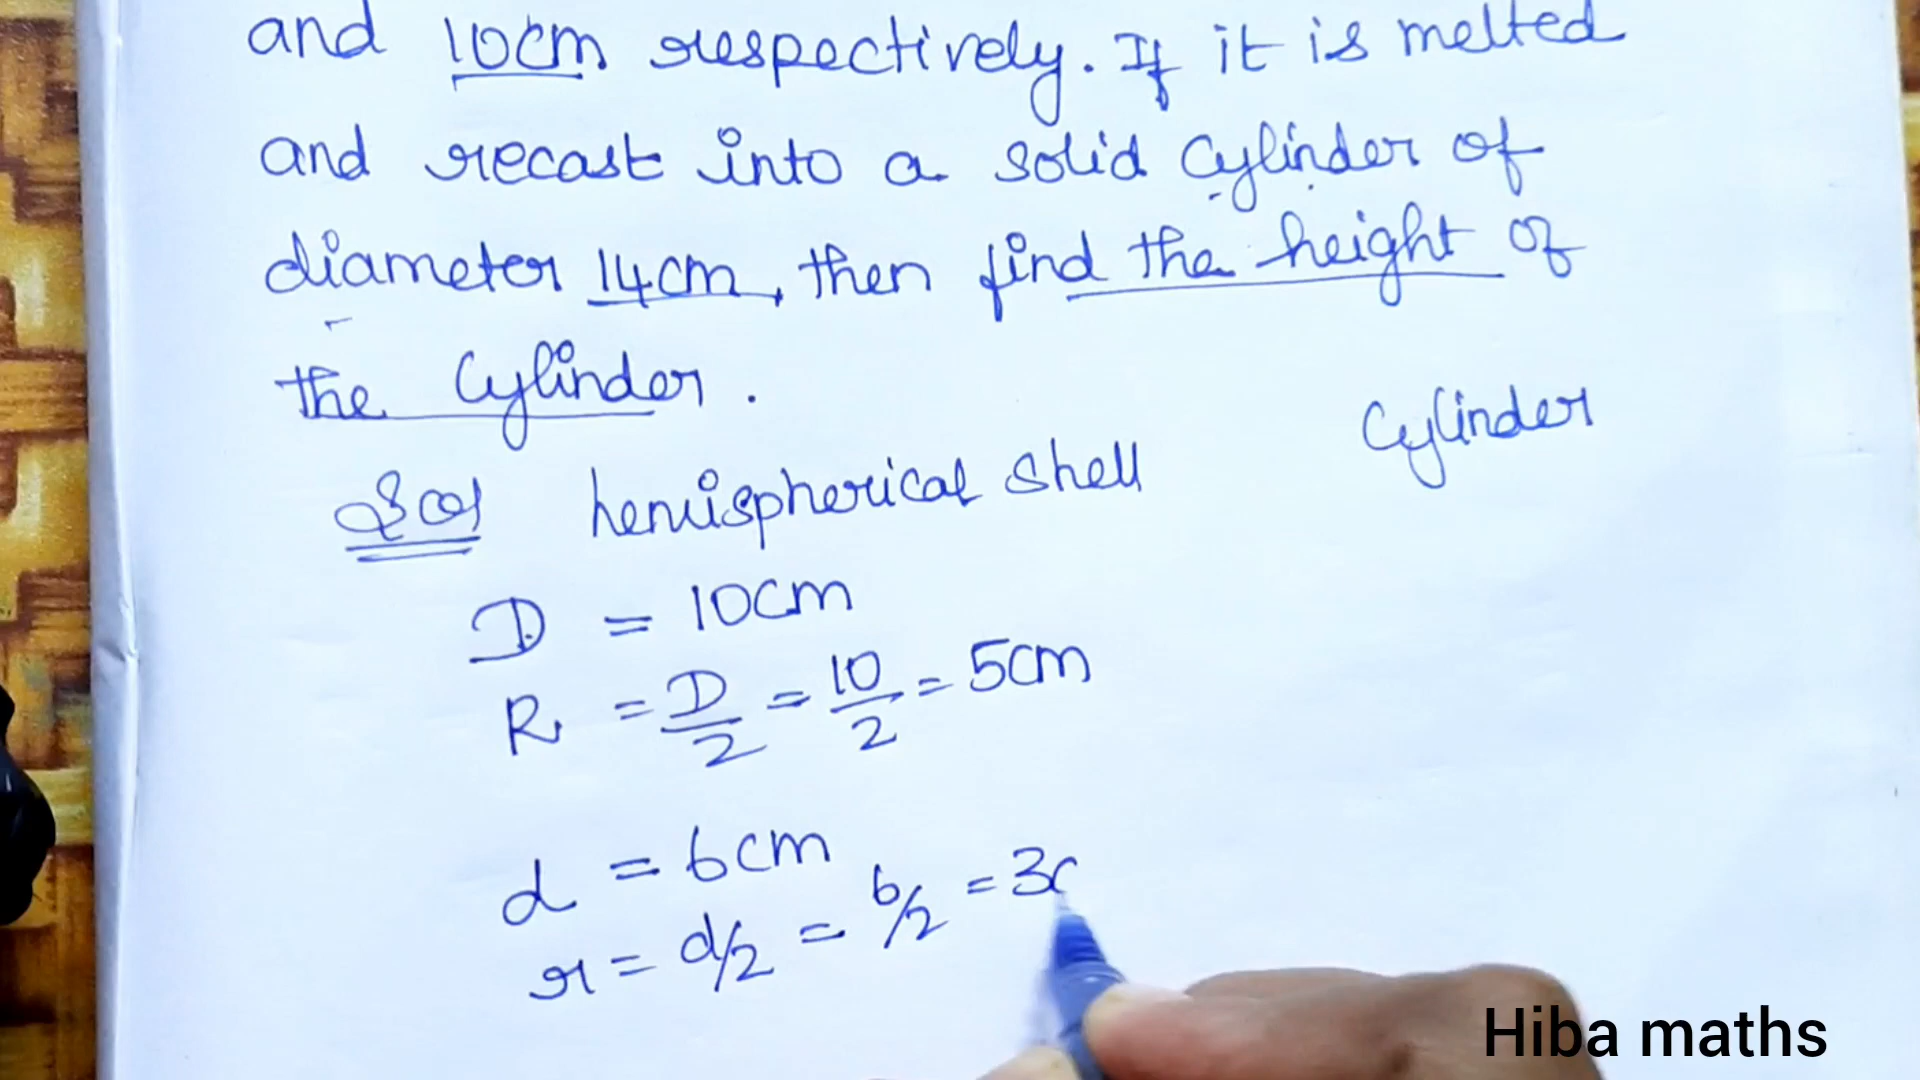 and 10cm respectively. If it is melted
and recast into a solid cylinder of
diameter 14cm, then find the height of
the cylinder.
Sol hemispherical shell Cylinder
D = 10cm
R = D/2 = 10/2 = 5cm
d = 6cm
r = d/2 = 6/2 = 3c
Hiba maths